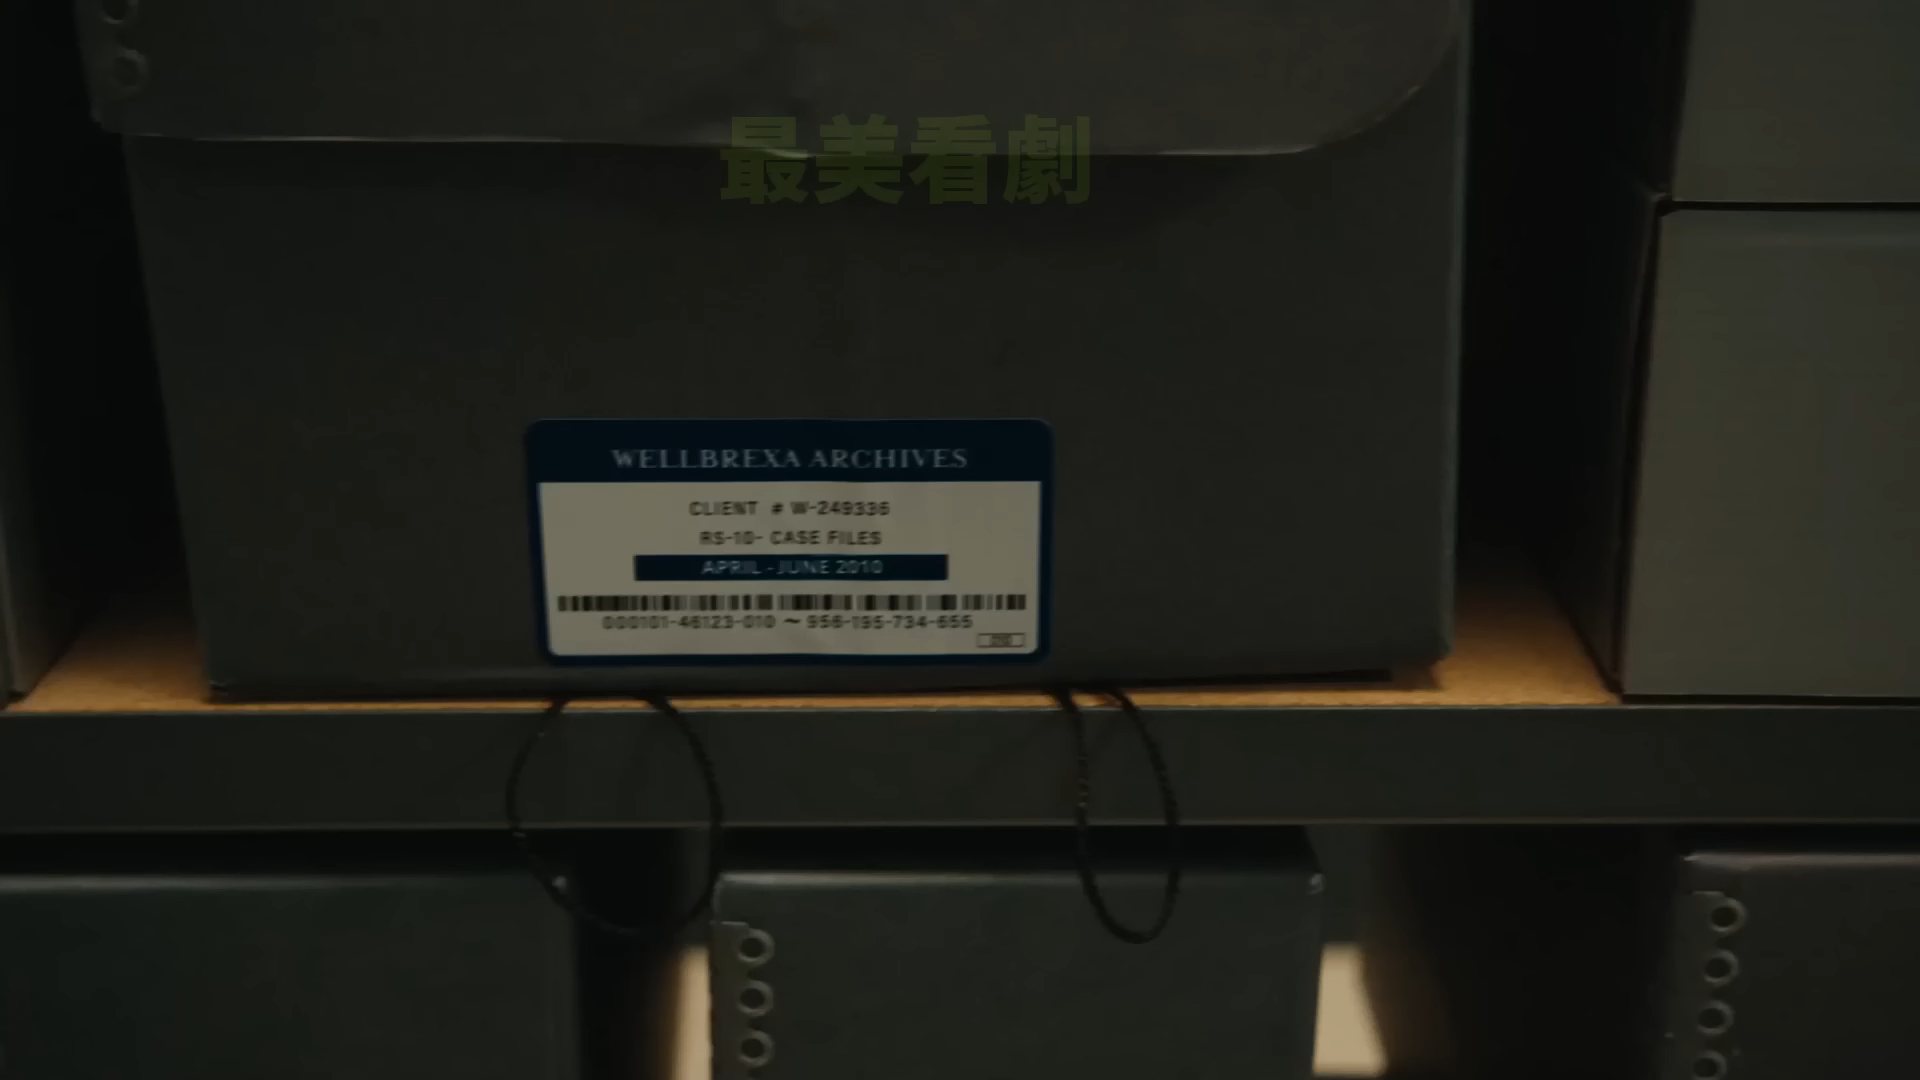 最美看劇
WELLBREXA ARCHIVES
CLIENT # W-249336
RS-10- CASE FILES
APRIL - JUNE 2010
000101-46123-010 ~ 956-195-734-655